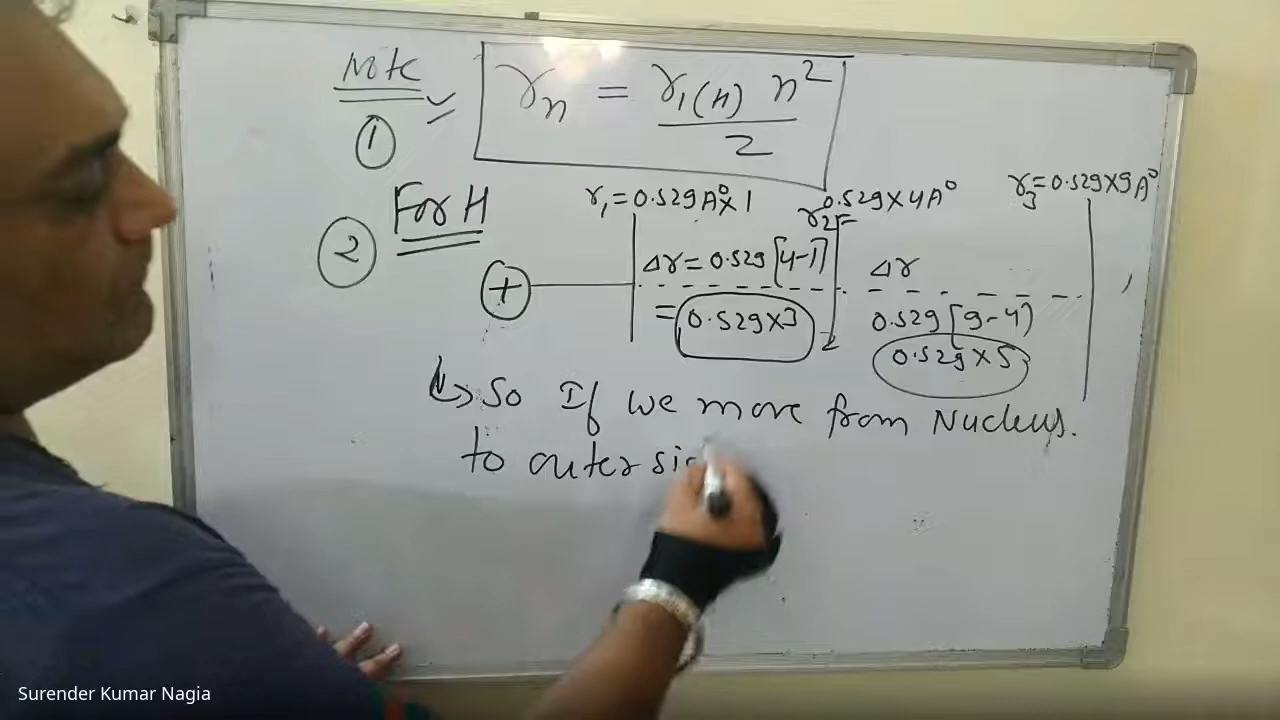 Note
① rn = r1(H) n² / Z
② For H
r1 = 0.529A°×1
r2 = 0.529×4A°
r3 = 0.529×9A°
+
Δr = 0.529[4-1]
= 0.529×3
Δr
0.529[9-4]
0.529×5
↳ So If we move from Nucleus.
to outer si
Surender Kumar Nagia